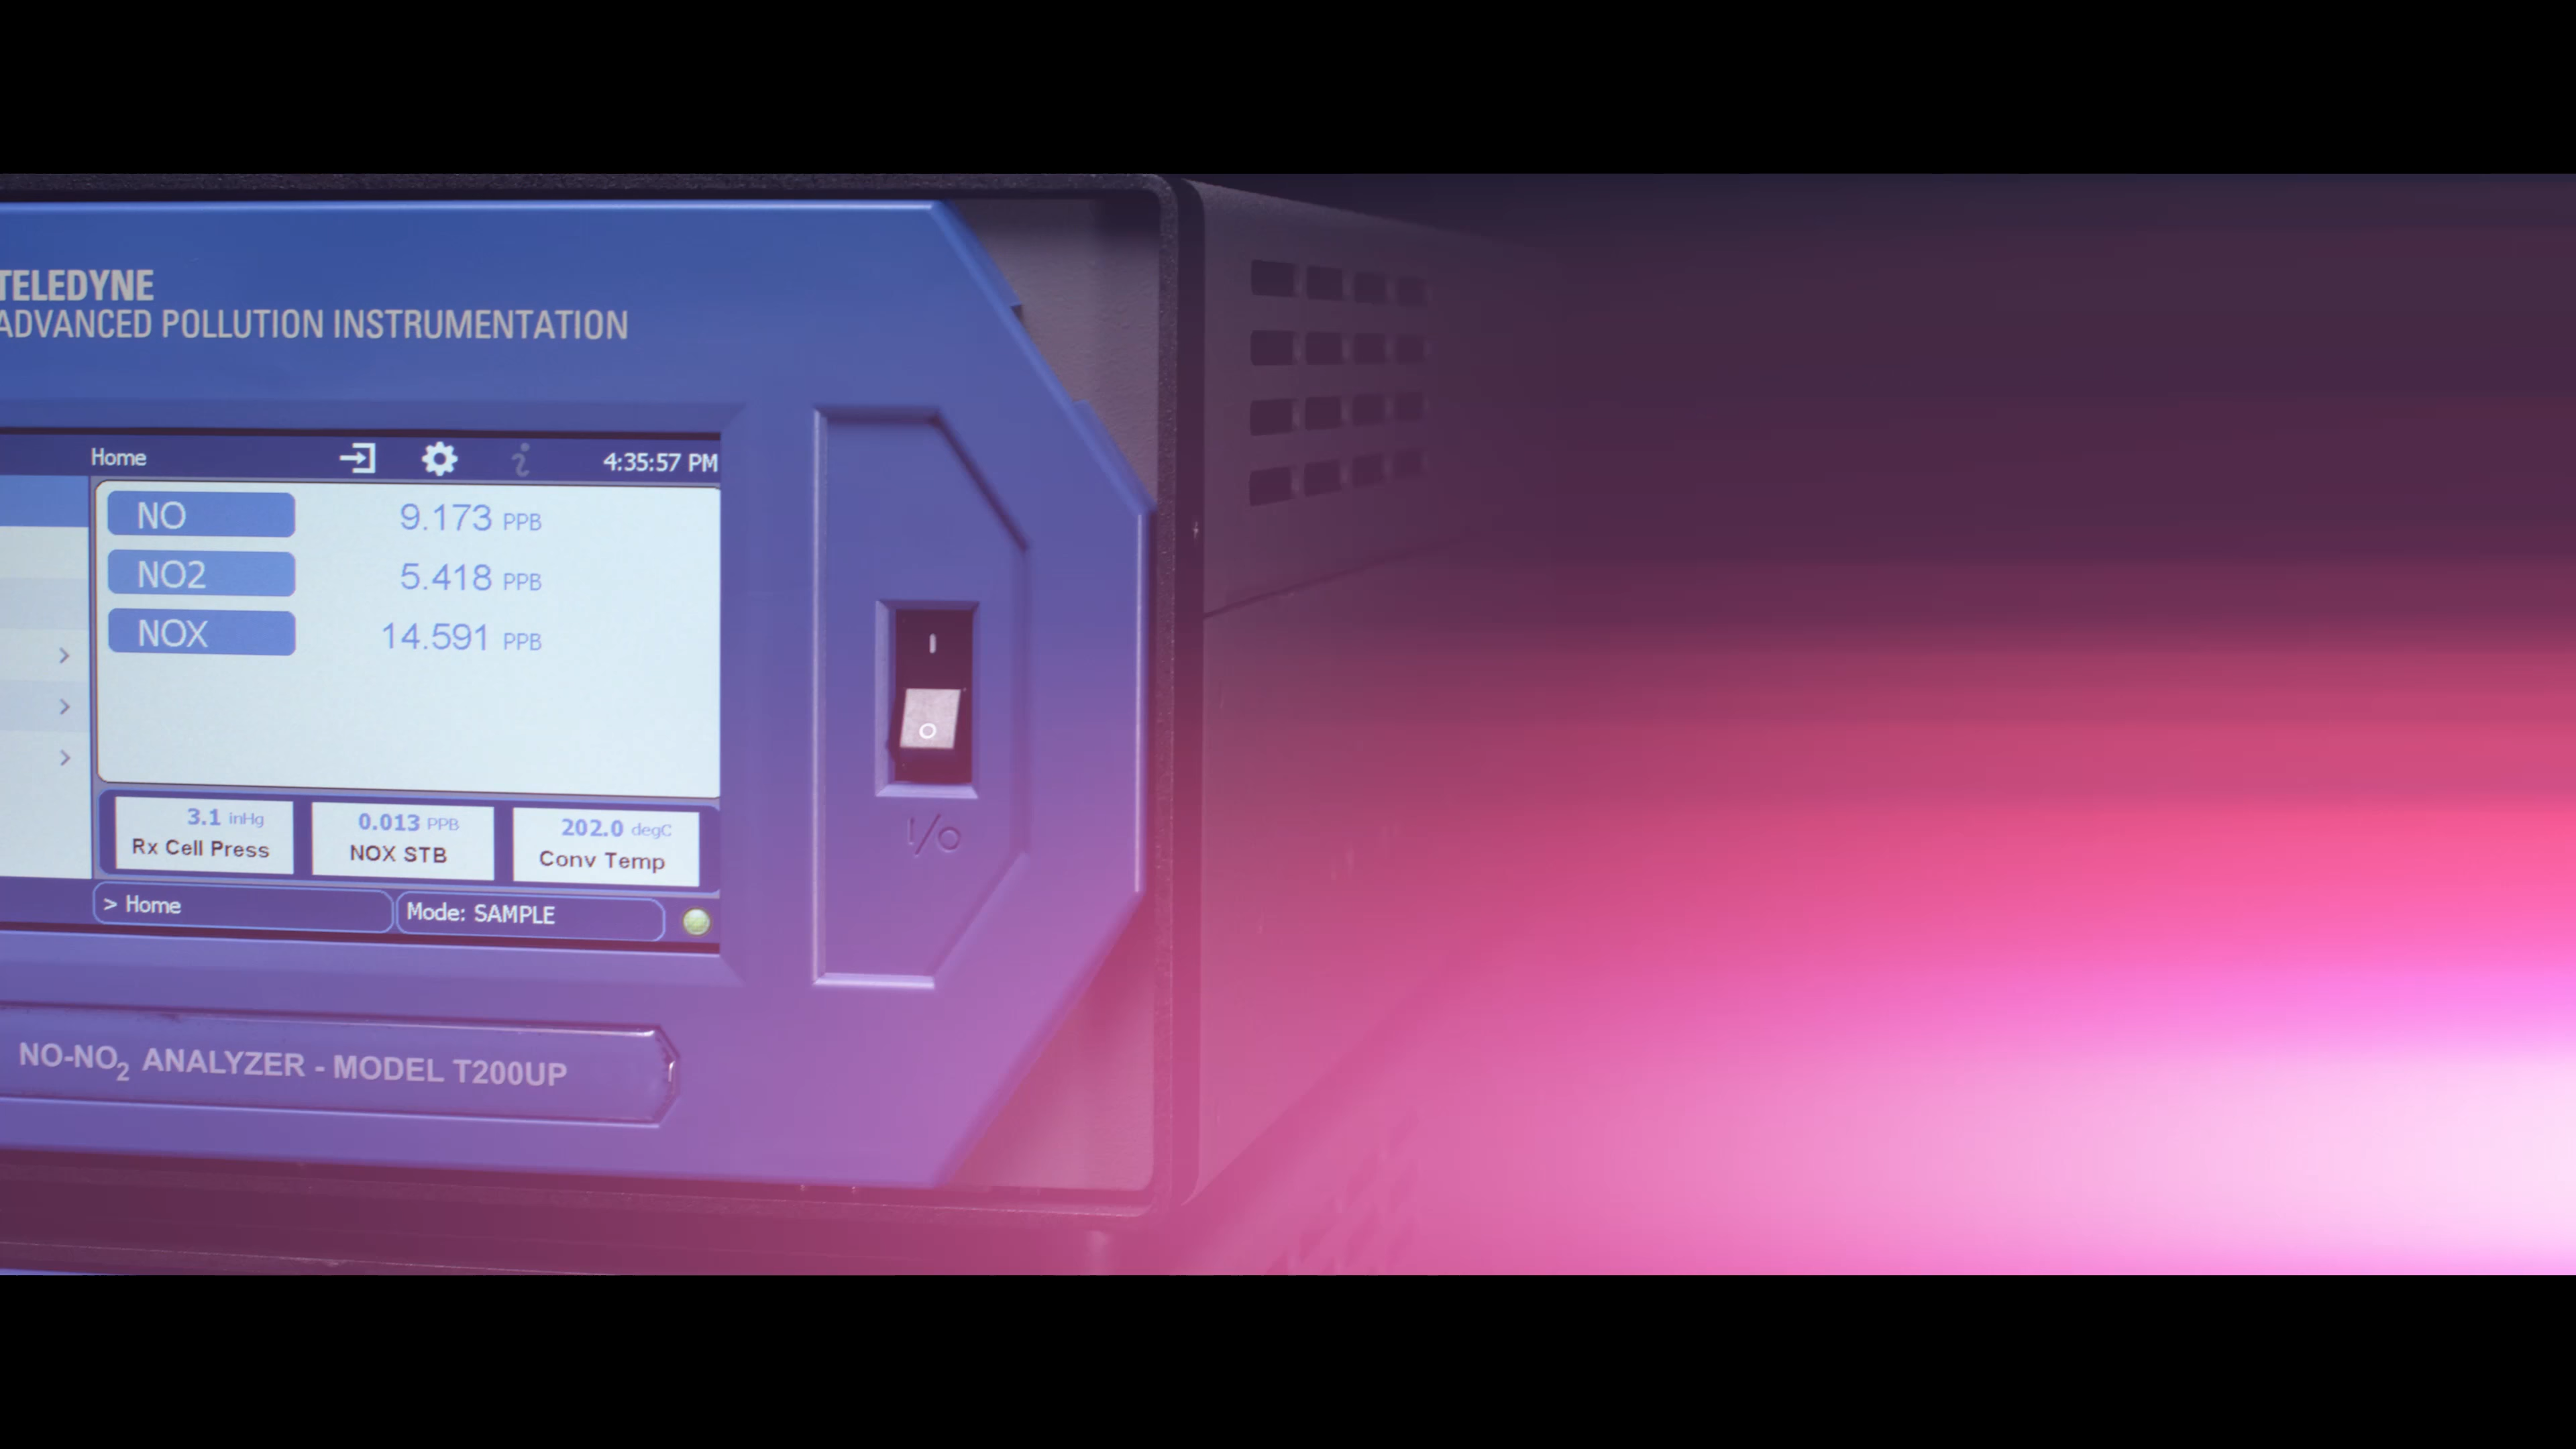 TELEDYNE
ADVANCED POLLUTION INSTRUMENTATION
Home 4:35:57 PM
NO 9.173 PPB
NO2 5.418 PPB
NOX 14.591 PPB
3.1 inHg 0.013 PPB 202.0 degC
Rx Cell Press NOX STB Conv Temp
> Home Mode: SAMPLE
I/O
NO-NO₂ ANALYZER - MODEL T200UP